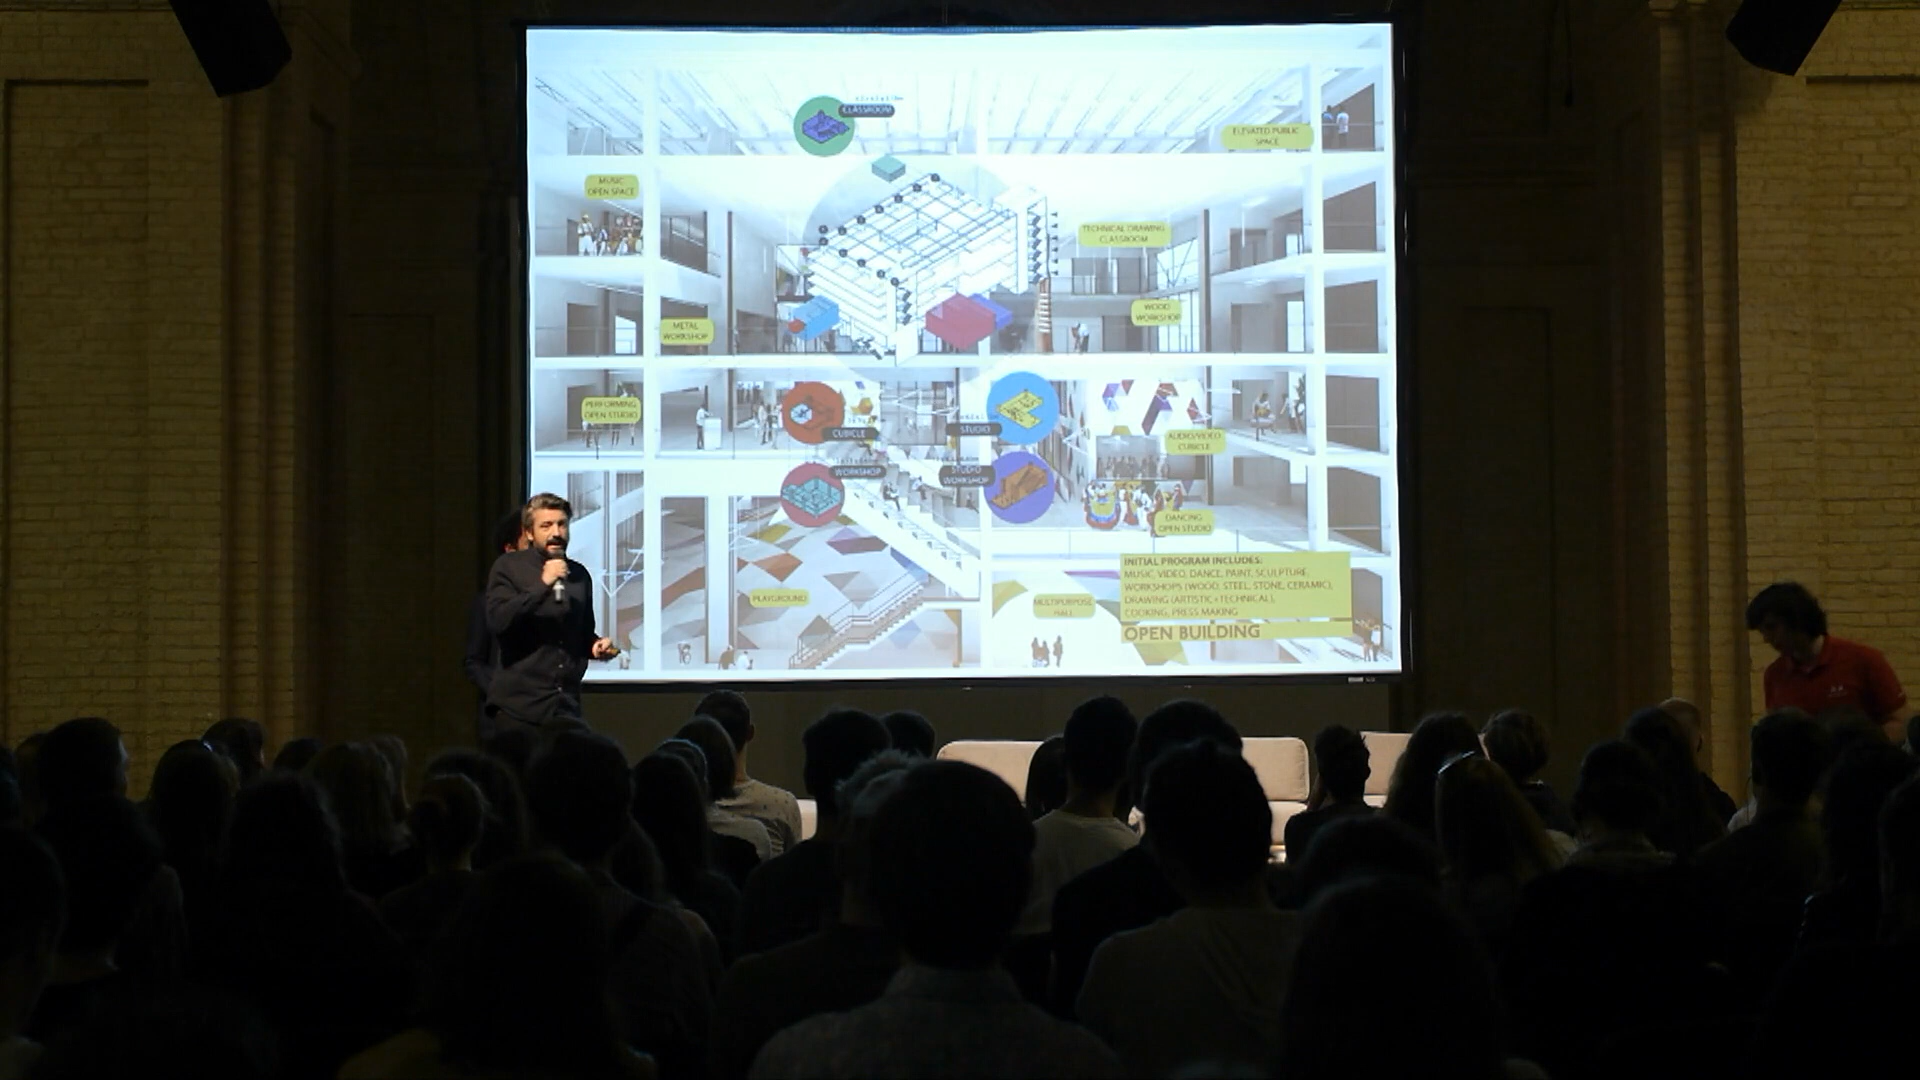 CLASSROOM
ELEVATED PUBLIC
SPACE
MUSIC
OPEN SPACE
TECHNICAL DRAWING
CLASSROOM
WOOD
WORKSHOP
METAL
WORKSHOP
PERFORMING
OPEN STUDIO
CUBICLE
STUDIO
AUDIO/VIDEO
CUBICLE
WORKSHOP
STUDIO
WORKSHOP
DANCING
OPEN STUDIO
PLAYGROUND
MULTIPURPOSE
HALL
INITIAL PROGRAM INCLUDES:
MUSIC, VIDEO, DANCE, PAINT, SCULPTURE,
WORKSHOPS (WOOD, STEEL, STONE, CERAMIC),
DRAWING (ARTISTIC+TECHNICAL),
COOKING, PRESS MAKING
OPEN BUILDING